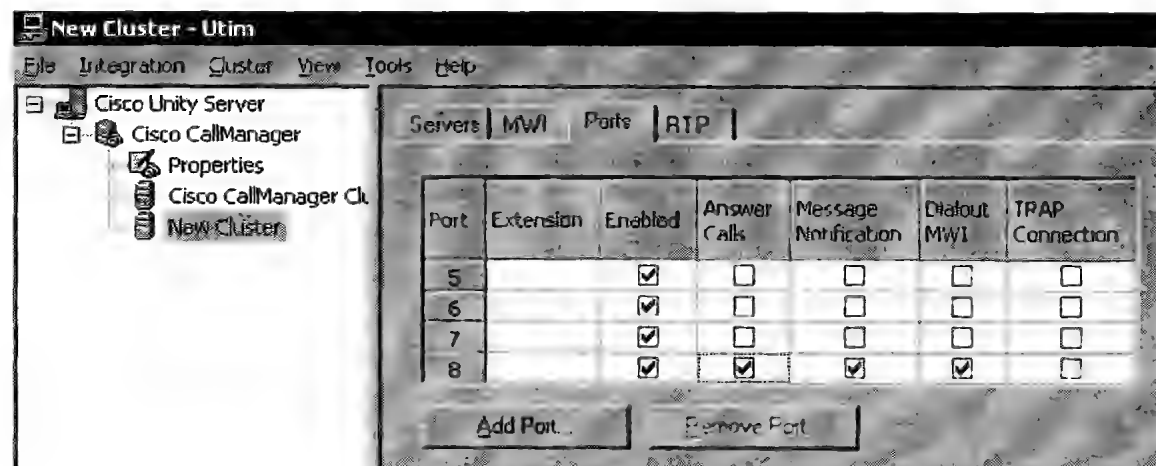 New Cluster - Utim
File Integration Cluster View Tools Help
Cisco Unity Server
Cisco CallManager
Properties
Cisco CallManager Clu
New Cluster
Servers MWI Ports RTP
Port Extension Enabled Answer Calls Message Notification Dialout MWI TRAP Connection
5
6
7
8
Add Port... Remove Port